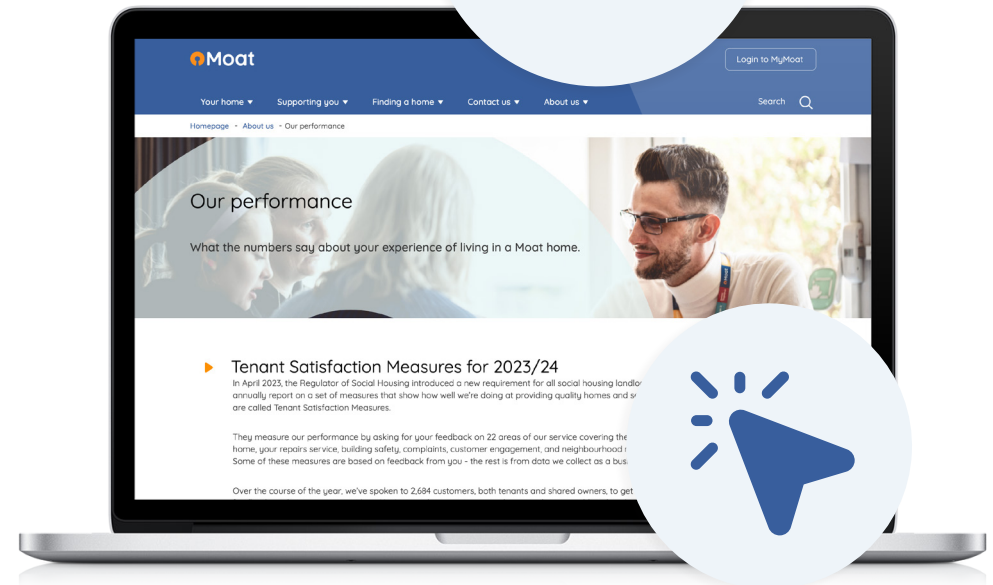 Moat
Login to MyMoat
Your home Supporting you Finding a home Contact us About us Search
Homepage - About us - Our performance
Our performance
What the numbers say about your experience of living in a Moat home.
Tenant Satisfaction Measures for 2023/24
In April 2023, the Regulator of Social Housing introduced a new requirement for all social housing
annually report on a set of measures that show how well we're doing at providing quality homes and
are called Tenant Satisfaction Measures.
They measure our performance by asking for your feedback on 22 areas of our service covering the
home, your repairs service, building safety, complaints, customer engagement, and neighbourhood
Some of these measures are based on feedback from you - the rest is from data we collect as a
Over the course of the year, we've spoken to 2,684 customers, both tenants and shared owners, to get